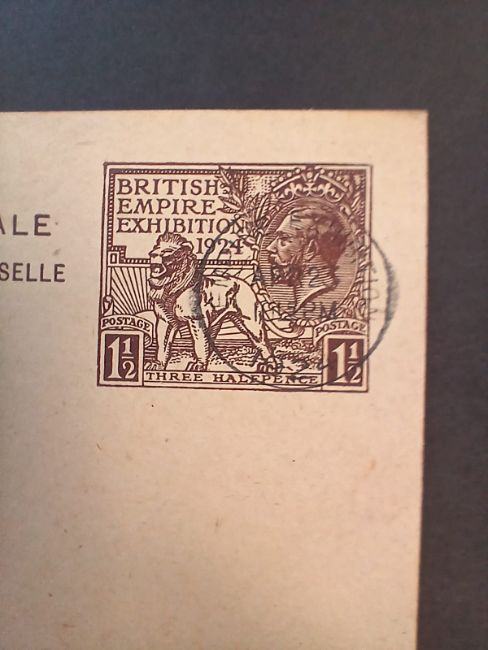 BRITISH
EMPIRE
EXHIBITION
1924
ALE
SELLE
POSTAGE
POSTAGE
1½
THREE HALFPENCE
1½